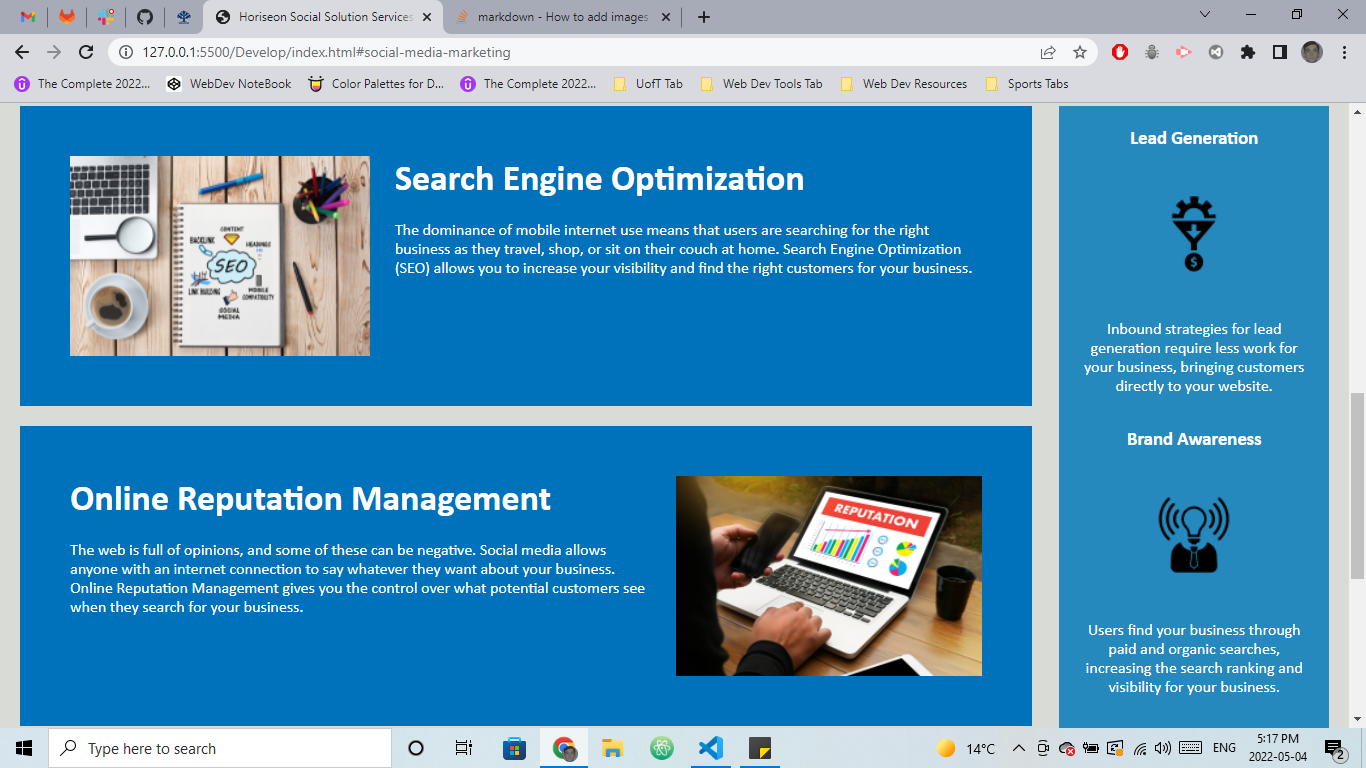 Horiseon Social Solution Services
markdown - How to add images
127.0.0.1:5500/Develop/index.html#social-media-marketing
The Complete 2022...
WebDev NoteBook
Color Palettes for D...
The Complete 2022...
UofT Tab
Web Dev Tools Tab
Web Dev Resources
Sports Tabs
Search Engine Optimization
The dominance of mobile internet use means that users are searching for the right
business as they travel, shop, or sit on their couch at home. Search Engine Optimization
(SEO) allows you to increase your visibility and find the right customers for your business.
CONTENT
BACKLINK
HEADINGS
SEO
LINK BUILDING
MOBILE
COMPATIBILITY
SOCIAL
MEDIA
Online Reputation Management
The web is full of opinions, and some of these can be negative. Social media allows
anyone with an internet connection to say whatever they want about your business.
Online Reputation Management gives you the control over what potential customers see
when they search for your business.
REPUTATION
Lead Generation
$
Inbound strategies for lead
generation require less work for
your business, bringing customers
directly to your website.
Brand Awareness
Users find your business through
paid and organic searches,
increasing the search ranking and
visibility for your business.
Type here to search
14°C
ENG
5:17 PM
2022-05-04
2